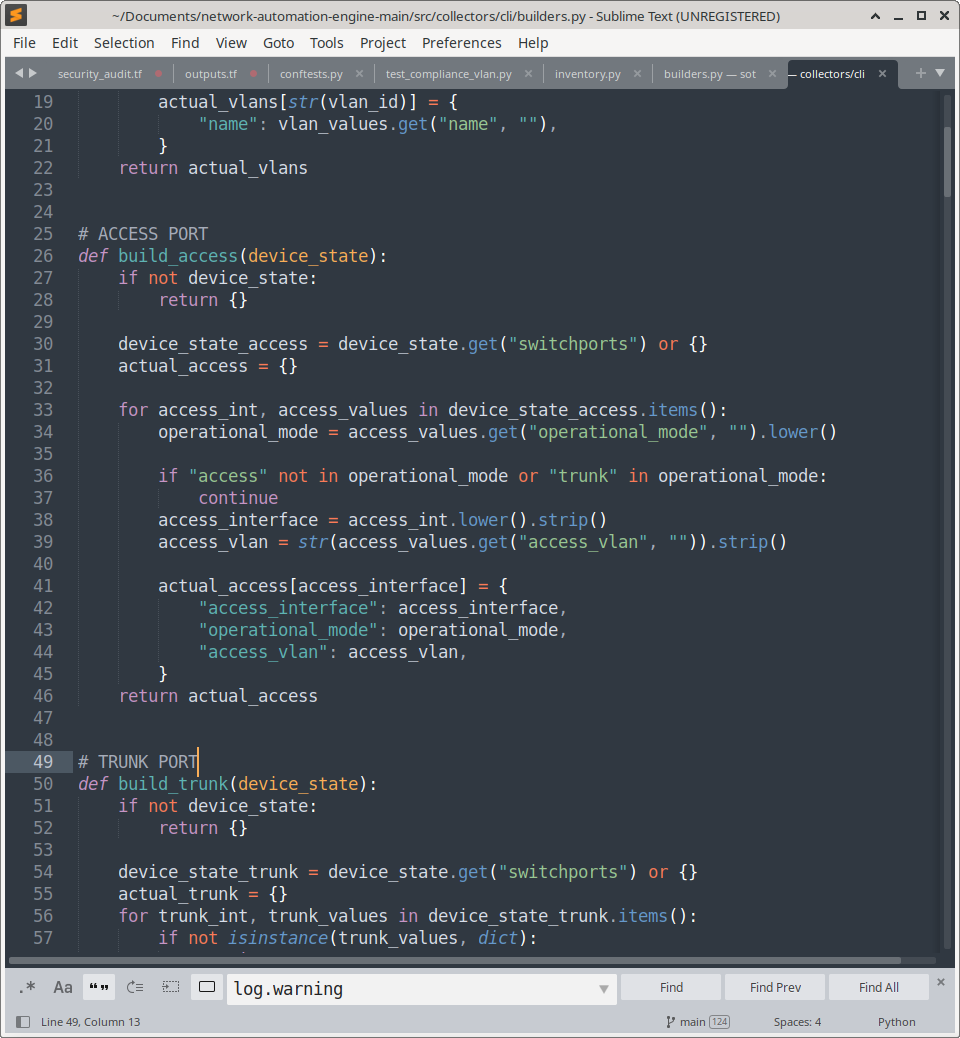 ~/Documents/network-automation-engine-main/src/collectors/cli/builders.py - Sublime Text (UNREGISTERED)
File Edit Selection Find View Goto Tools Project Preferences Help
security_audit.tf outputs.tf conftests.py test_compliance_vlan.py inventory.py builders.py — sot — collectors/cli
19         actual_vlans[str(vlan_id)] = {
20             "name": vlan_values.get("name", ""),
21         }
22     return actual_vlans
23
24
25 # ACCESS PORT
26 def build_access(device_state):
27     if not device_state:
28         return {}
29
30     device_state_access = device_state.get("switchports") or {}
31     actual_access = {}
32
33     for access_int, access_values in device_state_access.items():
34         operational_mode = access_values.get("operational_mode", "").lower()
35
36         if "access" not in operational_mode or "trunk" in operational_mode:
37             continue
38         access_interface = access_int.lower().strip()
39         access_vlan = str(access_values.get("access_vlan", "")).strip()
40
41         actual_access[access_interface] = {
42             "access_interface": access_interface,
43             "operational_mode": operational_mode,
44             "access_vlan": access_vlan,
45         }
46     return actual_access
47
48
49 # TRUNK PORT
50 def build_trunk(device_state):
51     if not device_state:
52         return {}
53
54     device_state_trunk = device_state.get("switchports") or {}
55     actual_trunk = {}
56     for trunk_int, trunk_values in device_state_trunk.items():
57         if not isinstance(trunk_values, dict):
.* Aa “” log.warning Find Find Prev Find All
Line 49, Column 13 main 124 Spaces: 4 Python